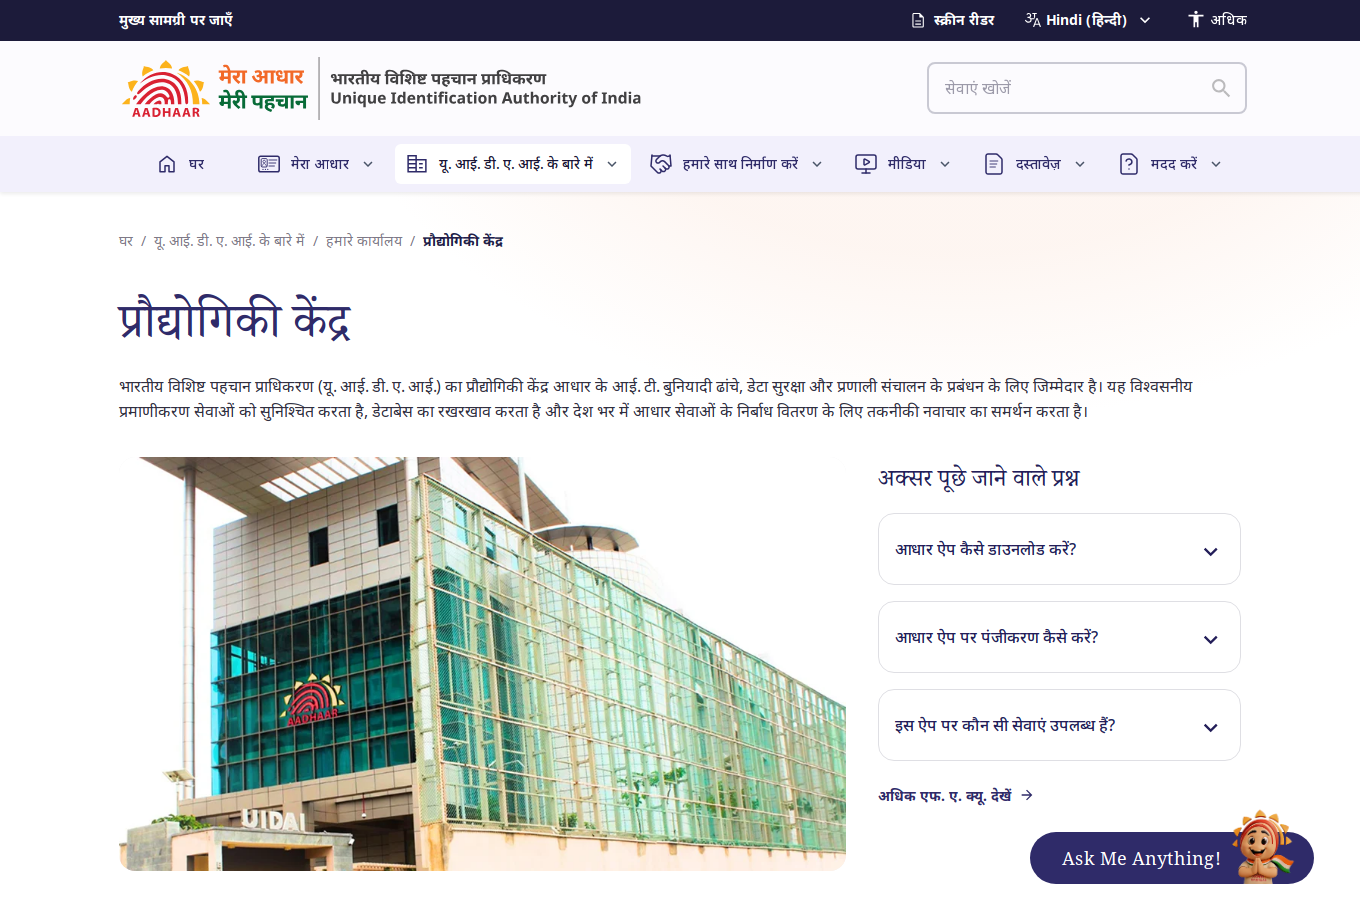 मुख्य सामग्री पर जाएँ
स्क्रीन रीडर
Hindi (हिन्दी)
अधिक
AADHAAR
मेरा आधार
मेरी पहचान
भारतीय विशिष्ट पहचान प्राधिकरण
Unique Identification Authority of India
सेवाएं खोजें
घर
मेरा आधार
यू. आई. डी. ए. आई. के बारे में
हमारे साथ निर्माण करें
मीडिया
दस्तावेज़
मदद करें
घर / यू. आई. डी. ए. आई. के बारे में / हमारे कार्यालय / प्रौद्योगिकी केंद्र
प्रौद्योगिकी केंद्र
भारतीय विशिष्ट पहचान प्राधिकरण (यू. आई. डी. ए. आई.) का प्रौद्योगिकी केंद्र आधार के आई. टी. बुनियादी ढांचे, डेटा सुरक्षा और प्रणाली संचालन के प्रबंधन के लिए जिम्मेदार है। यह विश्वसनीय
प्रमाणीकरण सेवाओं को सुनिश्चित करता है, डेटाबेस का रखरखाव करता है और देश भर में आधार सेवाओं के निर्बाध वितरण के लिए तकनीकी नवाचार का समर्थन करता है।
AADHAAR
UIDAI
अक्सर पूछे जाने वाले प्रश्न
आधार ऐप कैसे डाउनलोड करें?
आधार ऐप पर पंजीकरण कैसे करें?
इस ऐप पर कौन सी सेवाएं उपलब्ध हैं?
अधिक एफ. ए. क्यू. देखें
Ask Me Anything!